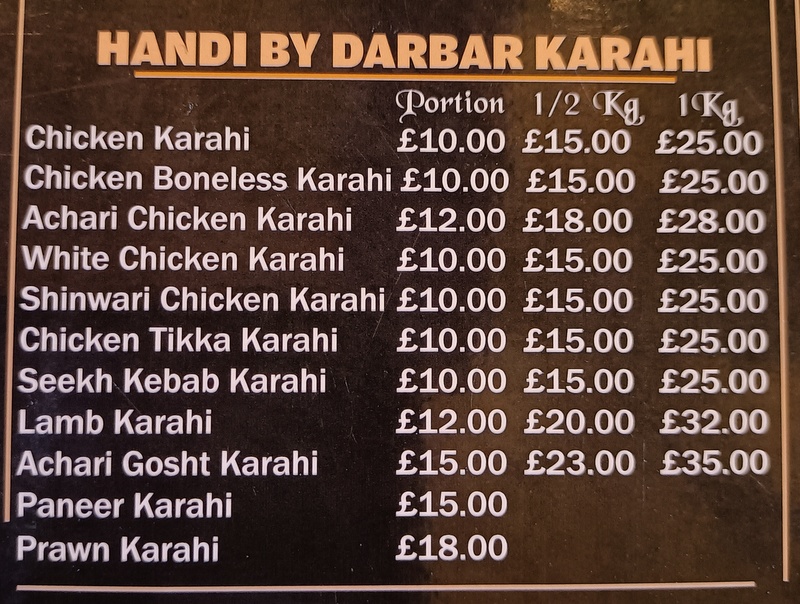 HANDI BY DARBAR KARAHI
Portion 1/2 Kg 1Kg
Chicken Karahi £10.00 £15.00 £25.00
Chicken Boneless Karahi £10.00 £15.00 £25.00
Achari Chicken Karahi £12.00 £18.00 £28.00
White Chicken Karahi £10.00 £15.00 £25.00
Shinwari Chicken Karahi £10.00 £15.00 £25.00
Chicken Tikka Karahi £10.00 £15.00 £25.00
Seekh Kebab Karahi £10.00 £15.00 £25.00
Lamb Karahi £12.00 £20.00 £32.00
Achari Gosht Karahi £15.00 £23.00 £35.00
Paneer Karahi £15.00
Prawn Karahi £18.00